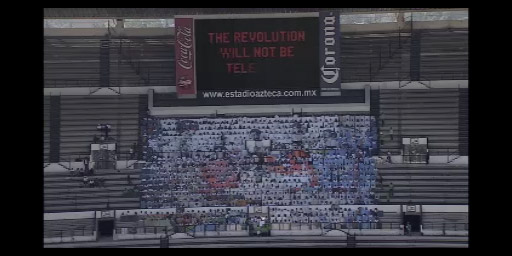 THE REVOLUTION
WILL NOT BE
TELE
Coca-Cola
Corona.
www.estadioazteca.com.mx